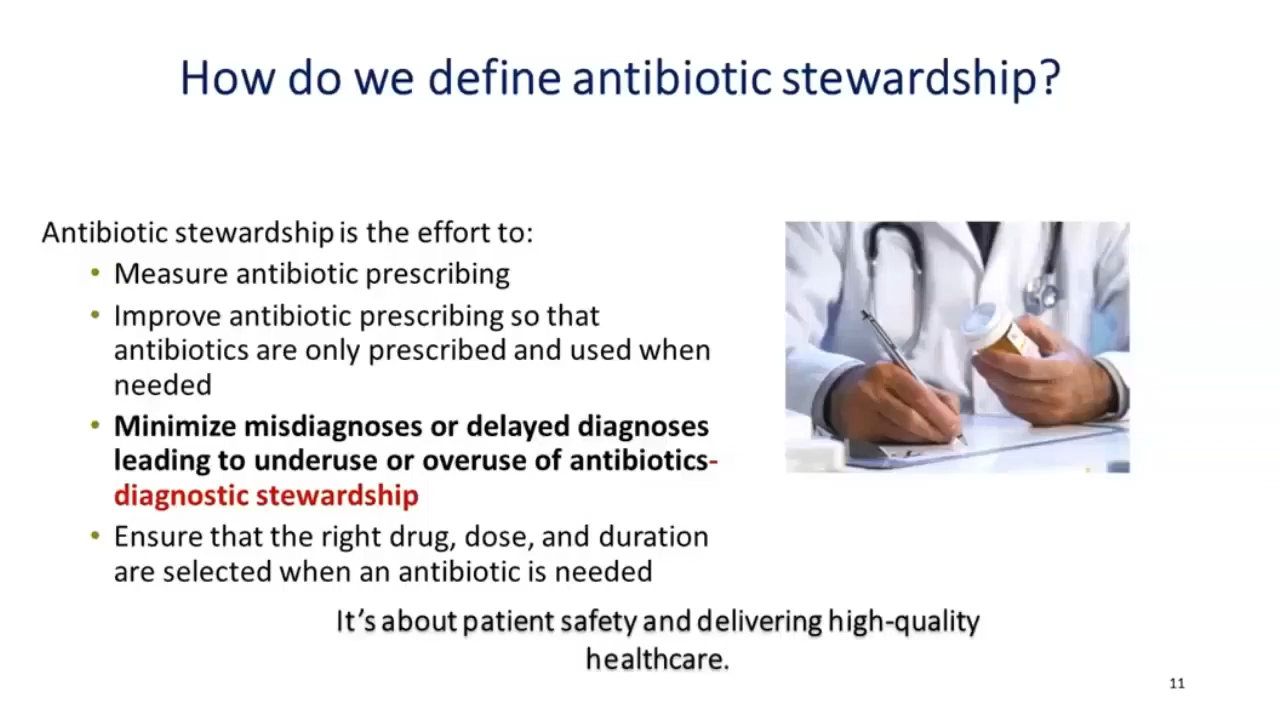 How do we define antibiotic stewardship?
Antibiotic stewardship is the effort to:
• Measure antibiotic prescribing
• Improve antibiotic prescribing so that
antibiotics are only prescribed and used when
needed
• Minimize misdiagnoses or delayed diagnoses
leading to underuse or overuse of antibiotics-
diagnostic stewardship
• Ensure that the right drug, dose, and duration
are selected when an antibiotic is needed
It's about patient safety and delivering high-quality
healthcare.
11